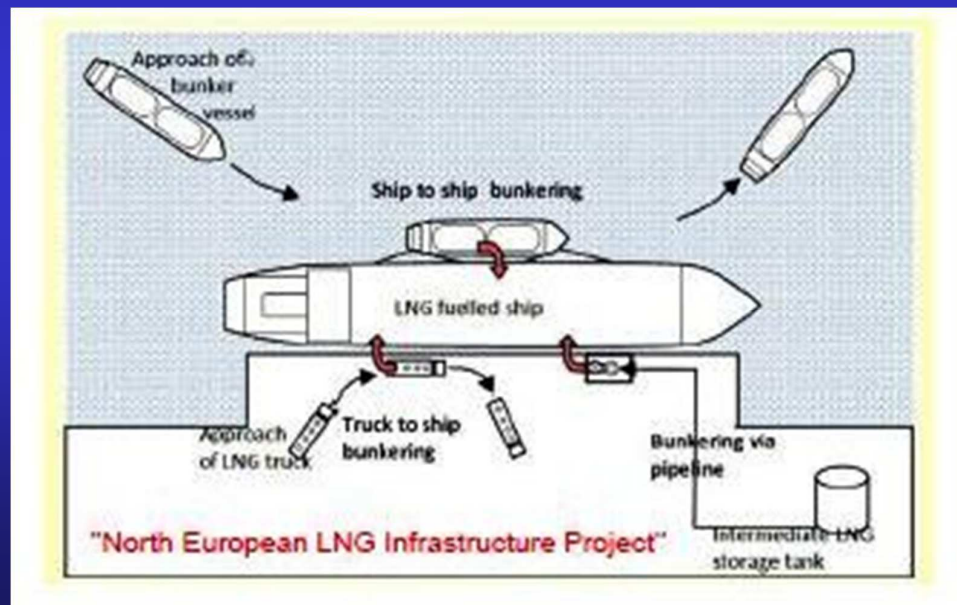 Approach of a
bunker
vessel
Ship to ship bunkering
LNG fuelled ship
Approach
of LNG truck
Truck to ship
bunkering
Bunkering via
pipeline
"North European LNG Infrastructure Project"
Intermediate LNG
storage tank